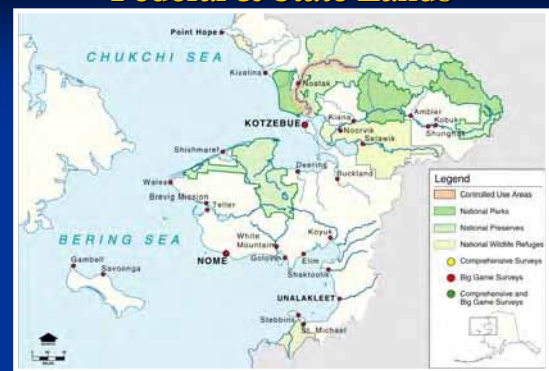 Federal & State Lands
Point Hope
CHUKCHI SEA
Kivalina
Noatak
Ambler
Kobuk
Shungnak
Kiana
KOTZEBUE
Noorvik
Selawik
Shishmaref
Deering
Buckland
Wales
Brevig Mission
Teller
Koyuk
White
Mountain
BERING SEA
Elim
Golovin
NOME
Gambell
Savoonga
Shaktoolik
UNALAKLEET
Stebbins
St. Michael
Legend
Controlled Use Areas
National Parks
National Preserves
National Wildlife Refuges
Comprehensive Surveys
Big Game Surveys
Comprehensive and
Big Game Surveys